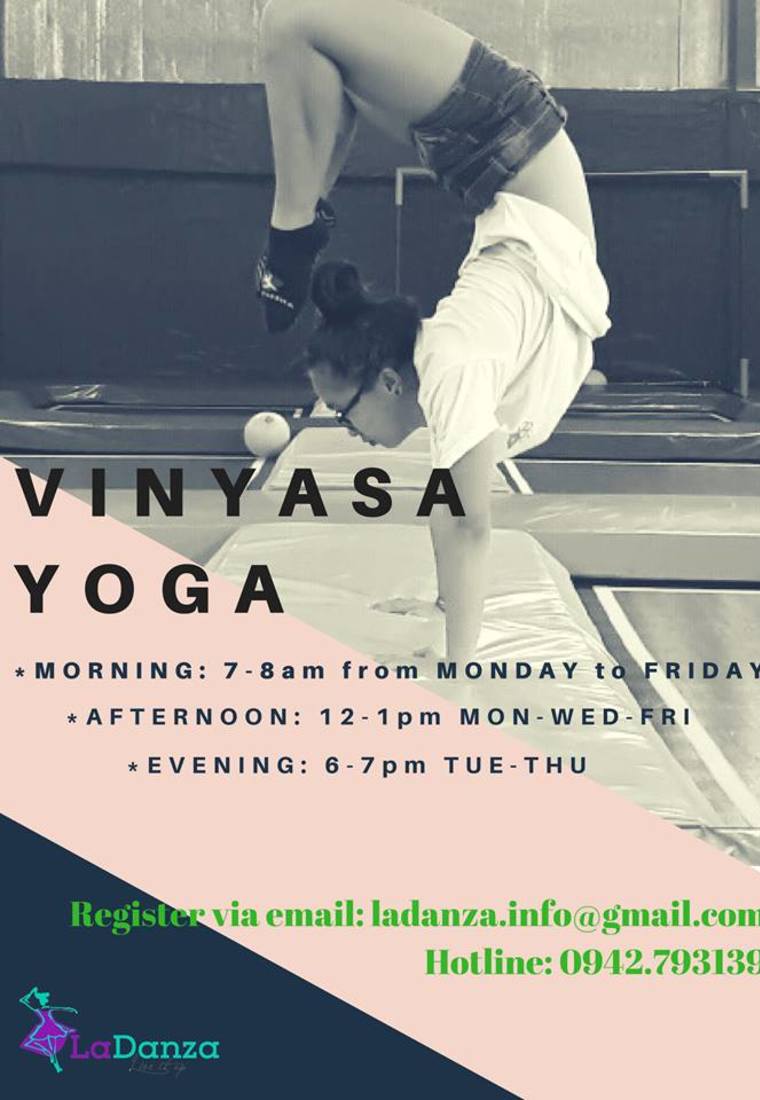 VINYASA
YOGA
*MORNING: 7-8am from MONDAY to FRIDAY
*AFTERNOON: 12-1pm MON-WED-FRI
*EVENING: 6-7pm TUE-THU
Register via email: ladanza.info@gmail.com
Hotline: 0942.793139
LaDanza